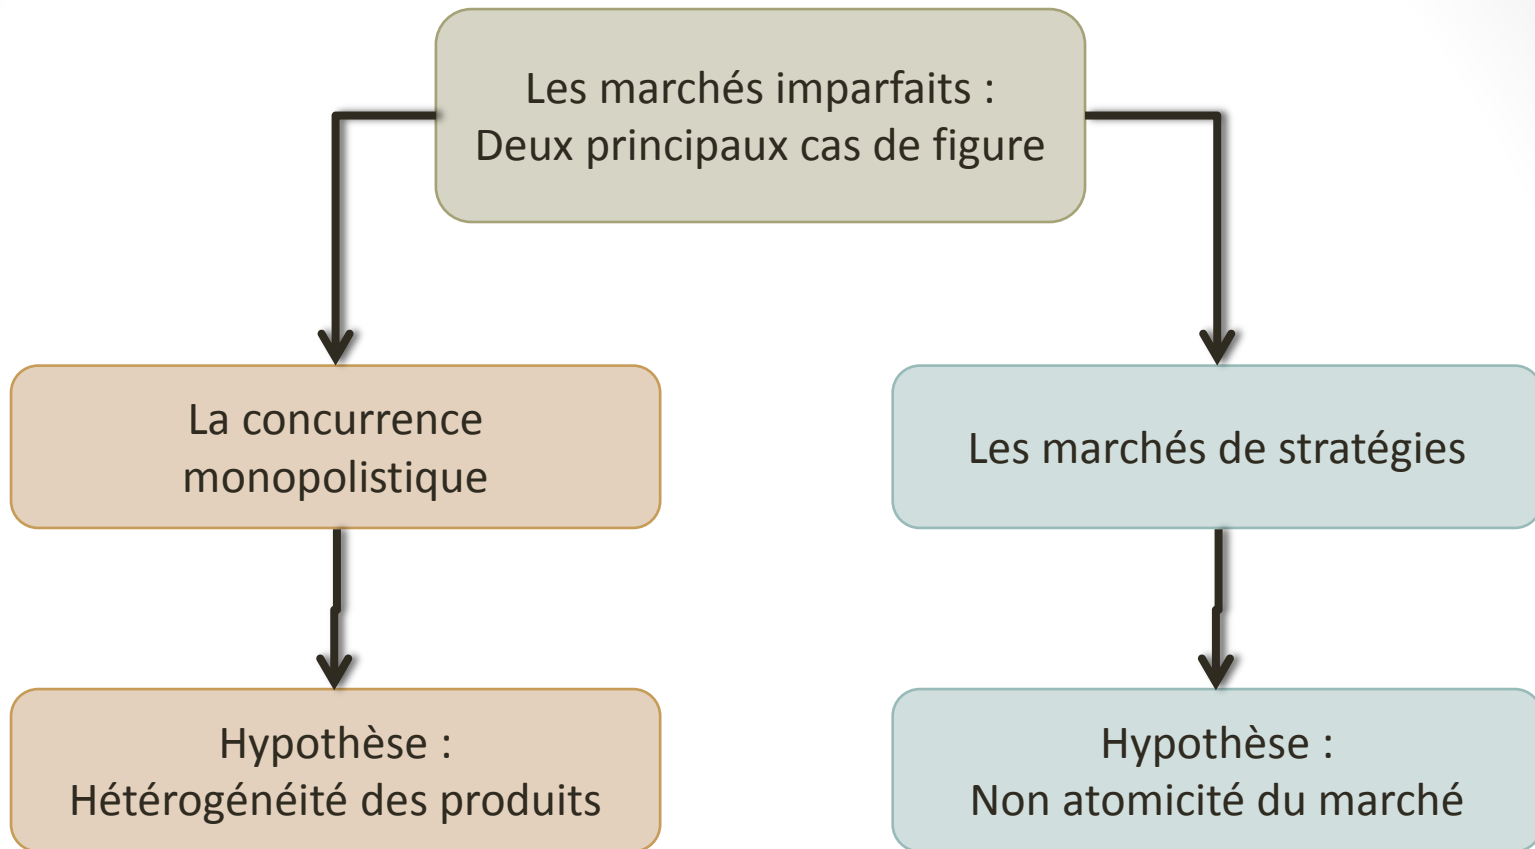 Les marchés imparfaits :
Deux principaux cas de figure
La concurrence
monopolistique
Les marchés de stratégies
Hypothèse :
Hétérogénéité des produits
Hypothèse :
Non atomicité du marché